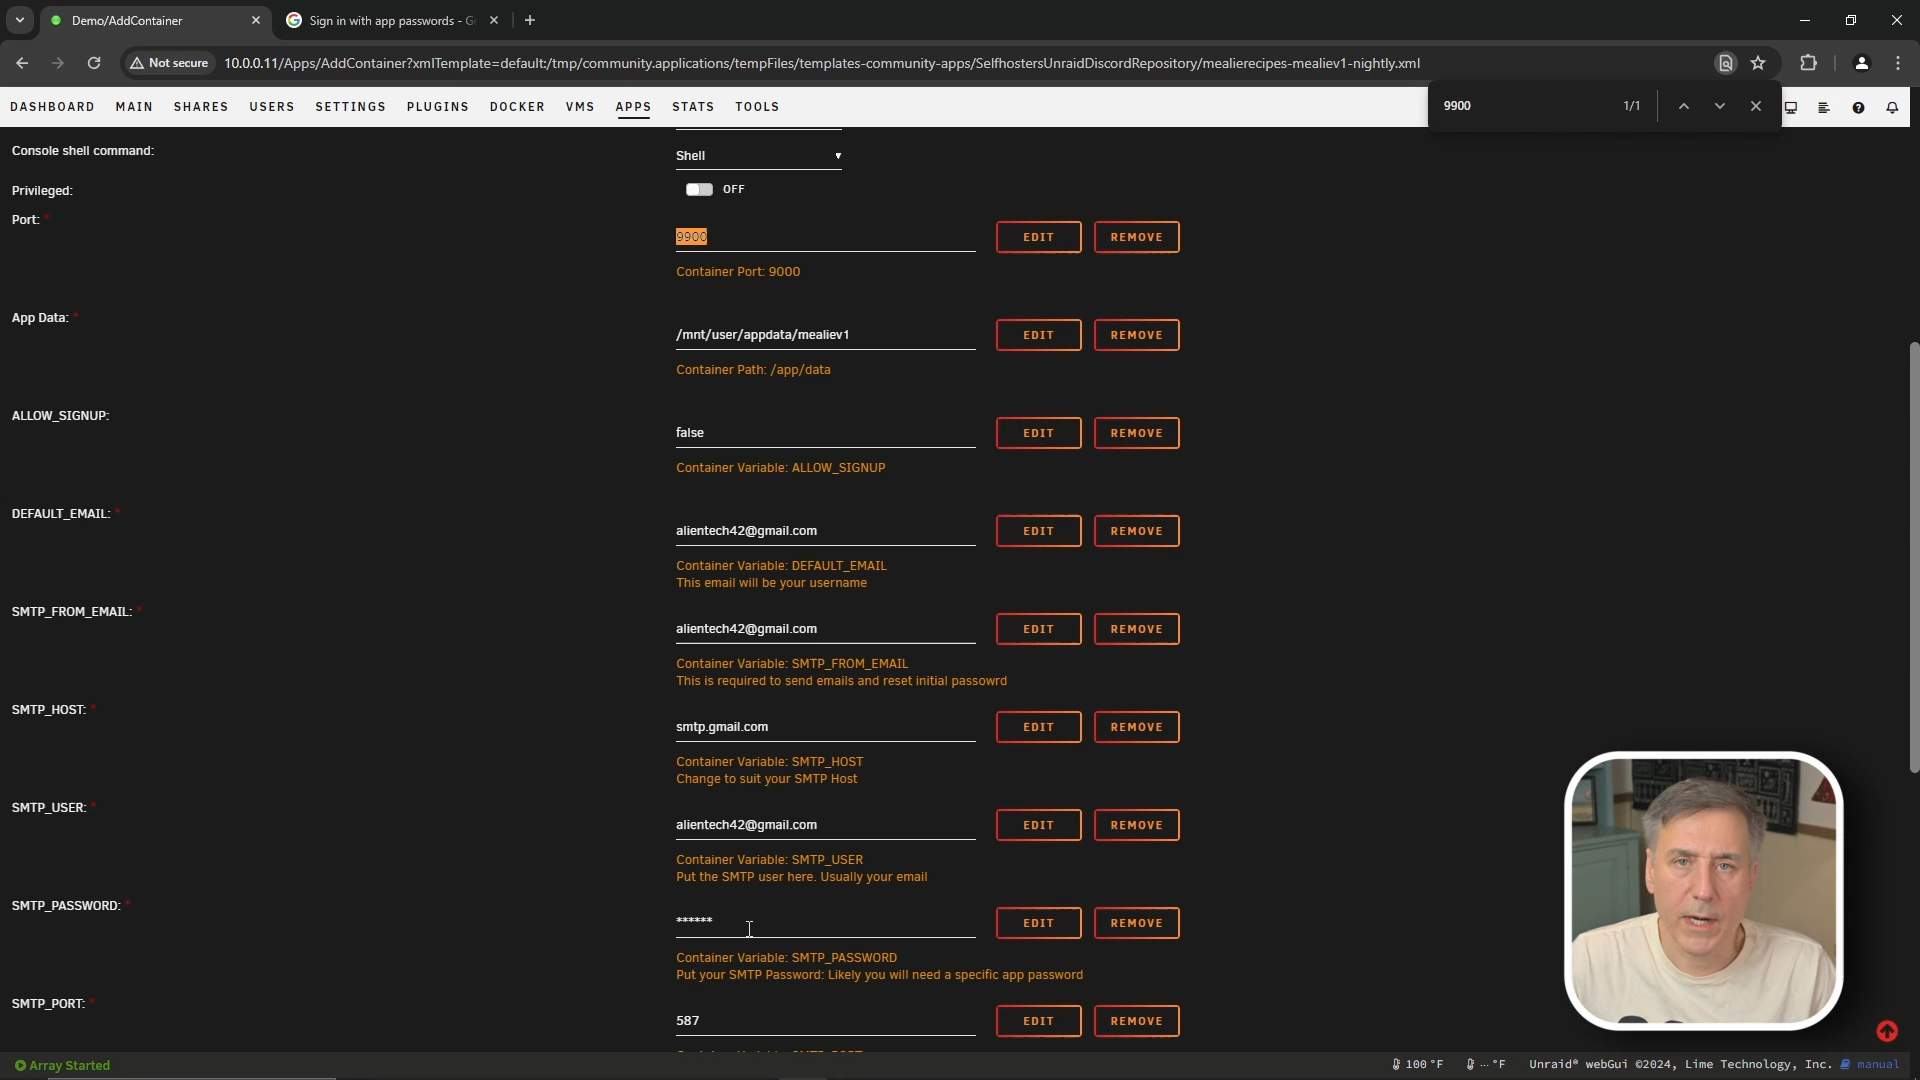 Demo/AddContainer
Sign in with app passwords - G
Not secure
10.0.0.11/Apps/AddContainer?xmlTemplate=default:/tmp/community.applications/tempFiles/templates-community-apps/SelfhostersUnraidDiscordRepository/mealierecipes-mealiev1-nightly.xml
DASHBOARD MAIN SHARES USERS SETTINGS PLUGINS DOCKER VMS APPS STATS TOOLS
9900 1/1
Console shell command:
Shell
Privileged:
OFF
Port: *
9900 EDIT REMOVE
Container Port: 9000
App Data: *
/mnt/user/appdata/mealiev1 EDIT REMOVE
Container Path: /app/data
ALLOW_SIGNUP:
false EDIT REMOVE
Container Variable: ALLOW_SIGNUP
DEFAULT_EMAIL: *
alientech42@gmail.com EDIT REMOVE
Container Variable: DEFAULT_EMAIL
This email will be your username
SMTP_FROM_EMAIL: *
alientech42@gmail.com EDIT REMOVE
Container Variable: SMTP_FROM_EMAIL
This is required to send emails and reset initial passowrd
SMTP_HOST: *
smtp.gmail.com EDIT REMOVE
Container Variable: SMTP_HOST
Change to suit your SMTP Host
SMTP_USER: *
alientech42@gmail.com EDIT REMOVE
Container Variable: SMTP_USER
Put the SMTP user here. Usually your email
SMTP_PASSWORD: *
****** EDIT REMOVE
Container Variable: SMTP_PASSWORD
Put your SMTP Password: Likely you will need a specific app password
SMTP_PORT: *
587 EDIT REMOVE
Array Started
100 °F --- °F Unraid® webGui ©2024, Lime Technology, Inc. manual